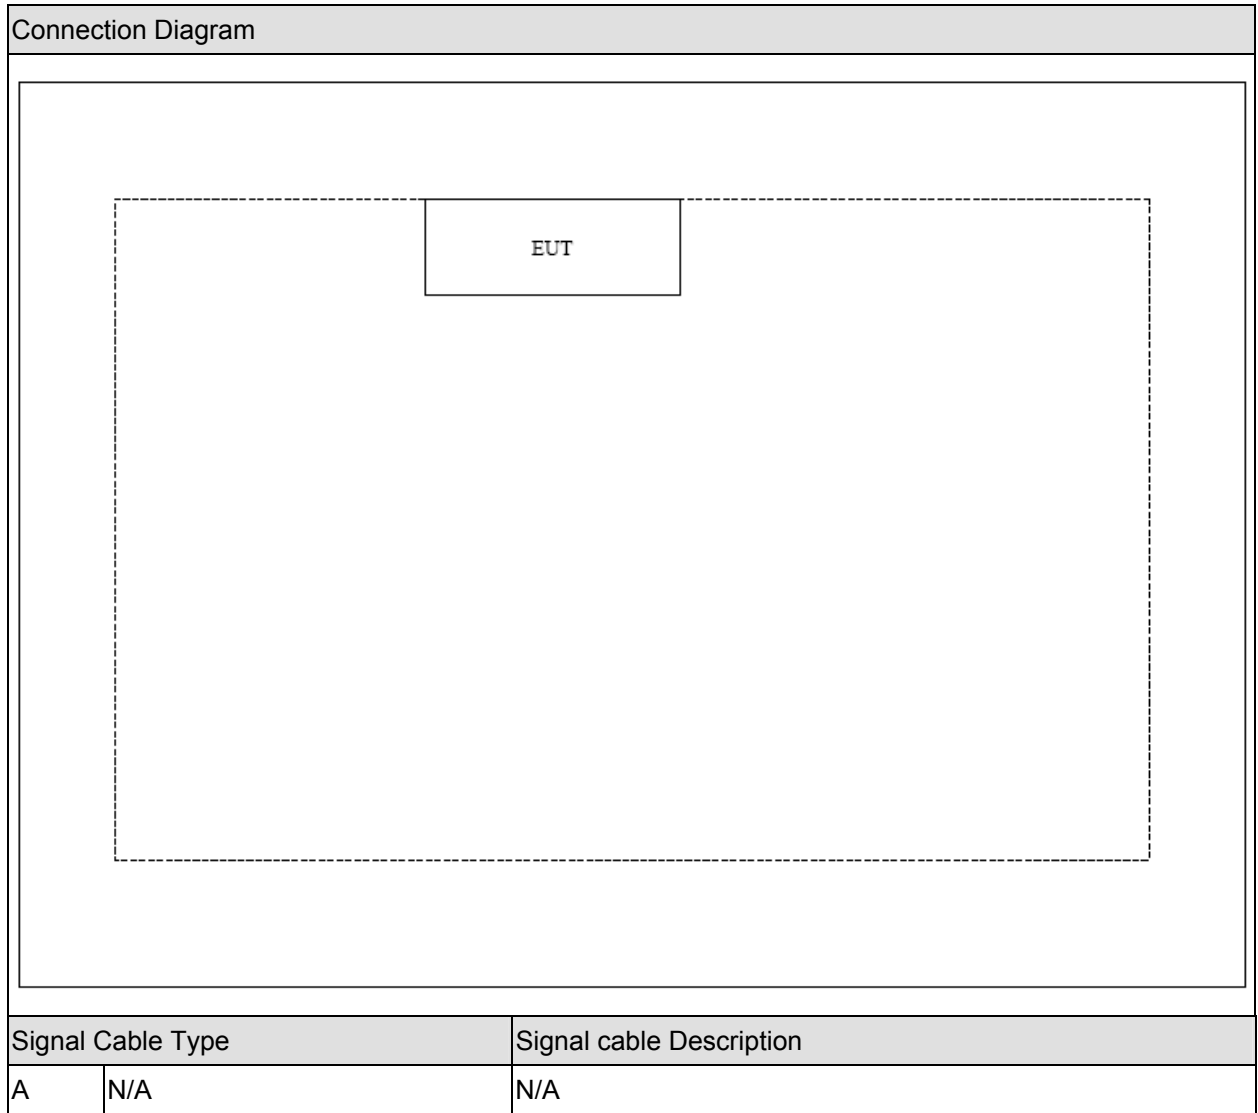 Connection Diagram
EUT
Signal Cable Type Signal cable Description
A N/A N/A